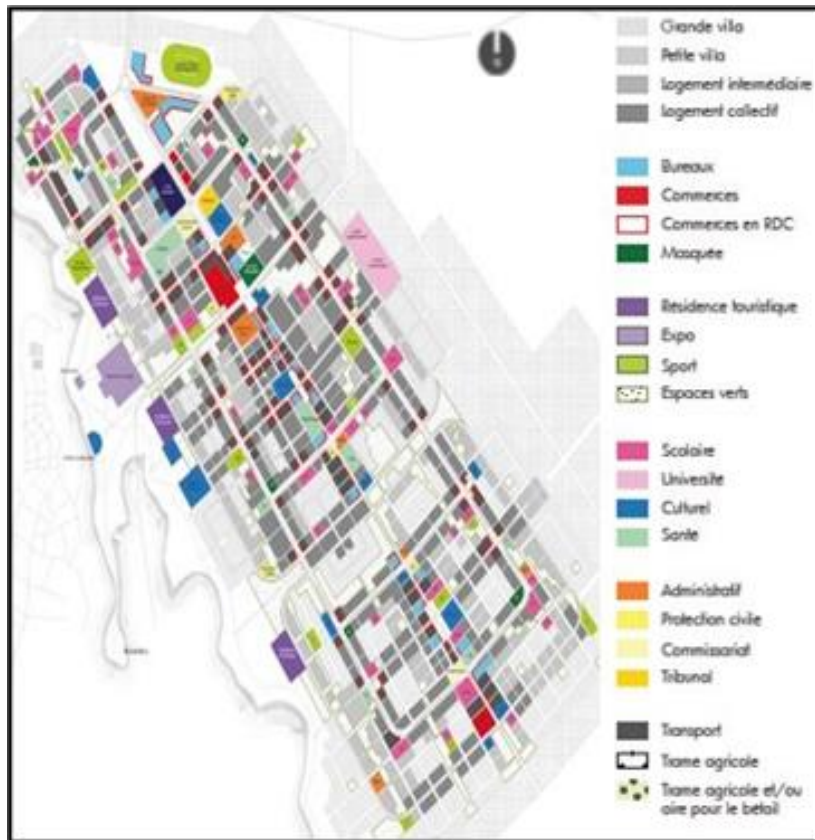 Grande villa
Petite villa
Logement intermédiaire
Logement collectif
Bureaux
Commerces
Commerces en RDC
Mosquée
Résidence touristique
Expo
Sport
Espaces verts
Scolaire
Université
Culturel
Santé
Administratif
Protection civile
Commissariat
Tribunal
Transport
Trame agricole
Trame agricole et/ou
aire pour le bétail